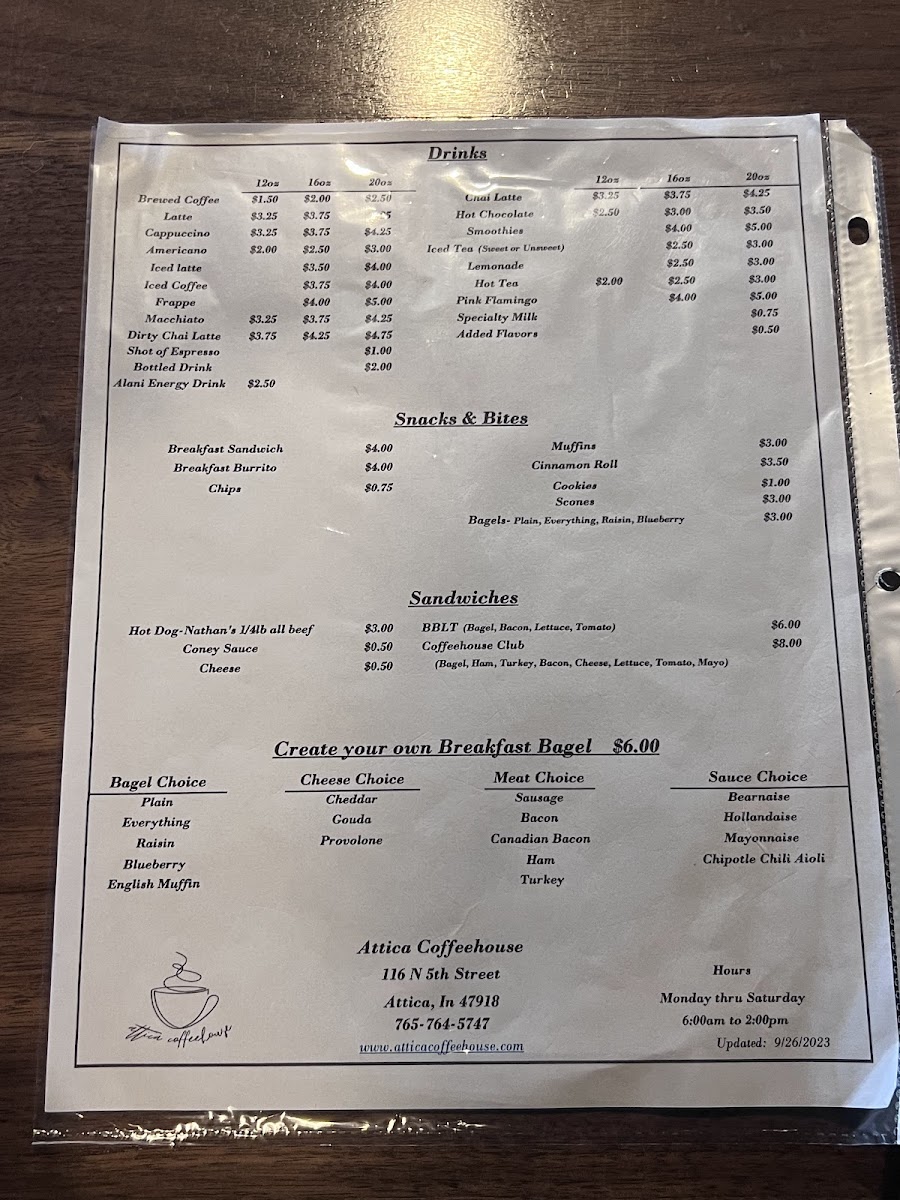 Drinks
12oz 16oz 20oz
Brewed Coffee $1.50 $2.00 $2.50
Latte $3.25 $3.75
Cappuccino $3.25 $3.75 $4.25
Americano $2.00 $2.50 $3.00
Iced latte $3.50 $4.00
Iced Coffee $3.75 $4.00
Frappe $4.00 $5.00
Macchiato $3.25 $3.75 $4.25
Dirty Chai Latte $3.75 $4.25 $4.75
Shot of Espresso $1.00
Bottled Drink $2.00
Alani Energy Drink $2.50
12oz 16oz 20oz
Chai Latte $3.25 $3.75 $4.25
Hot Chocolate $2.50 $3.00 $3.50
Smoothies $4.00 $5.00
Iced Tea (Sweet or Unsweet) $2.50 $3.00
Lemonade $2.50 $3.00
Hot Tea $2.00 $2.50 $3.00
Pink Flamingo $4.00 $5.00
Specialty Milk $0.75
Added Flavors $0.50
Snacks & Bites
Breakfast Sandwich $4.00
Breakfast Burrito $4.00
Chips $0.75
Muffins $3.00
Cinnamon Roll $3.50
Cookies $1.00
Scones $3.00
Bagels- Plain, Everything, Raisin, Blueberry $3.00
Sandwiches
Hot Dog-Nathan's 1/4lb all beef $3.00
Coney Sauce $0.50
Cheese $0.50
BBLT (Bagel, Bacon, Lettuce, Tomato) $6.00
Coffeehouse Club $8.00
(Bagel, Ham, Turkey, Bacon, Cheese, Lettuce, Tomato, Mayo)
Create your own Breakfast Bagel $6.00
Bagel Choice
Plain
Everything
Raisin
Blueberry
English Muffin
Cheese Choice
Cheddar
Gouda
Provolone
Meat Choice
Sausage
Bacon
Canadian Bacon
Ham
Turkey
Sauce Choice
Bearnaise
Hollandaise
Mayonnaise
Chipotle Chili Aioli
attica coffeehouse
Attica Coffeehouse
116 N 5th Street
Attica, In 47918
765-764-5747
www.atticacoffeehouse.com
Hours
Monday thru Saturday
6:00am to 2:00pm
Updated: 9/26/2023